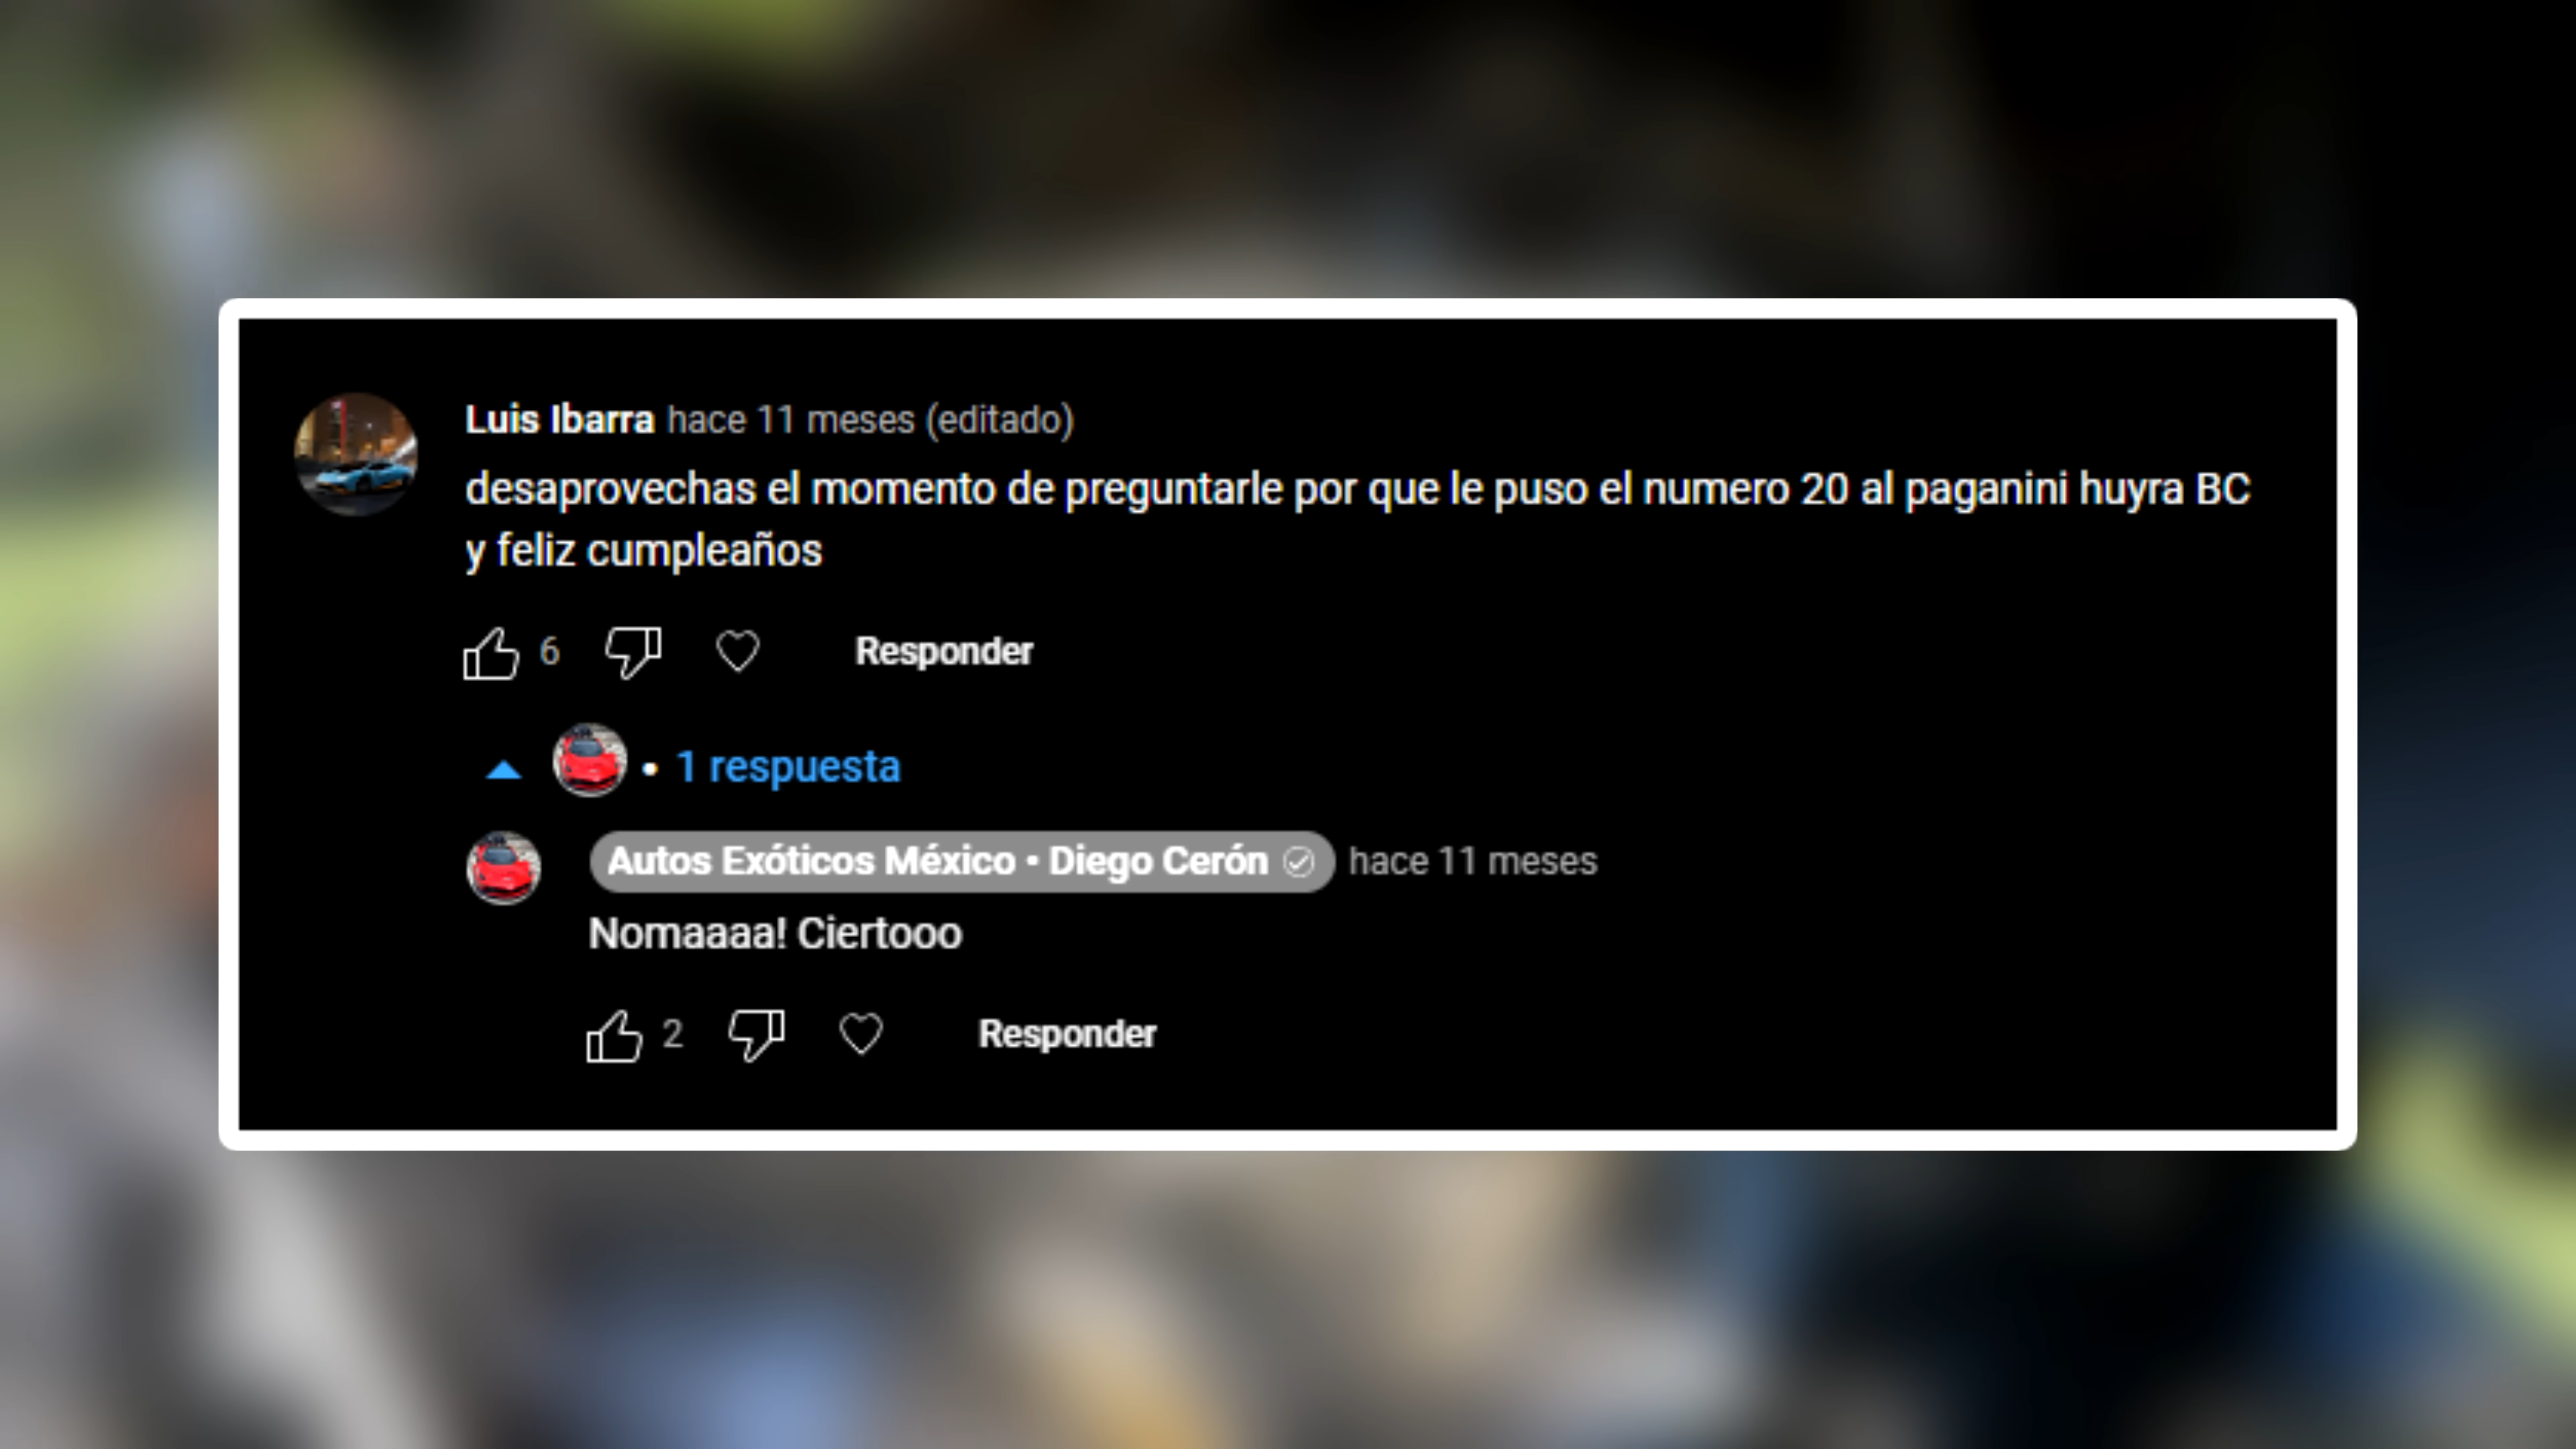 Luis Ibarra hace 11 meses (editado)
desaprovechas el momento de preguntarle por que le puso el numero 20 al paganini huyra BC
y feliz cumpleaños
6 Responder
• 1 respuesta
Autos Exóticos México • Diego Cerón hace 11 meses
Nomaaaa! Ciertooo
2 Responder